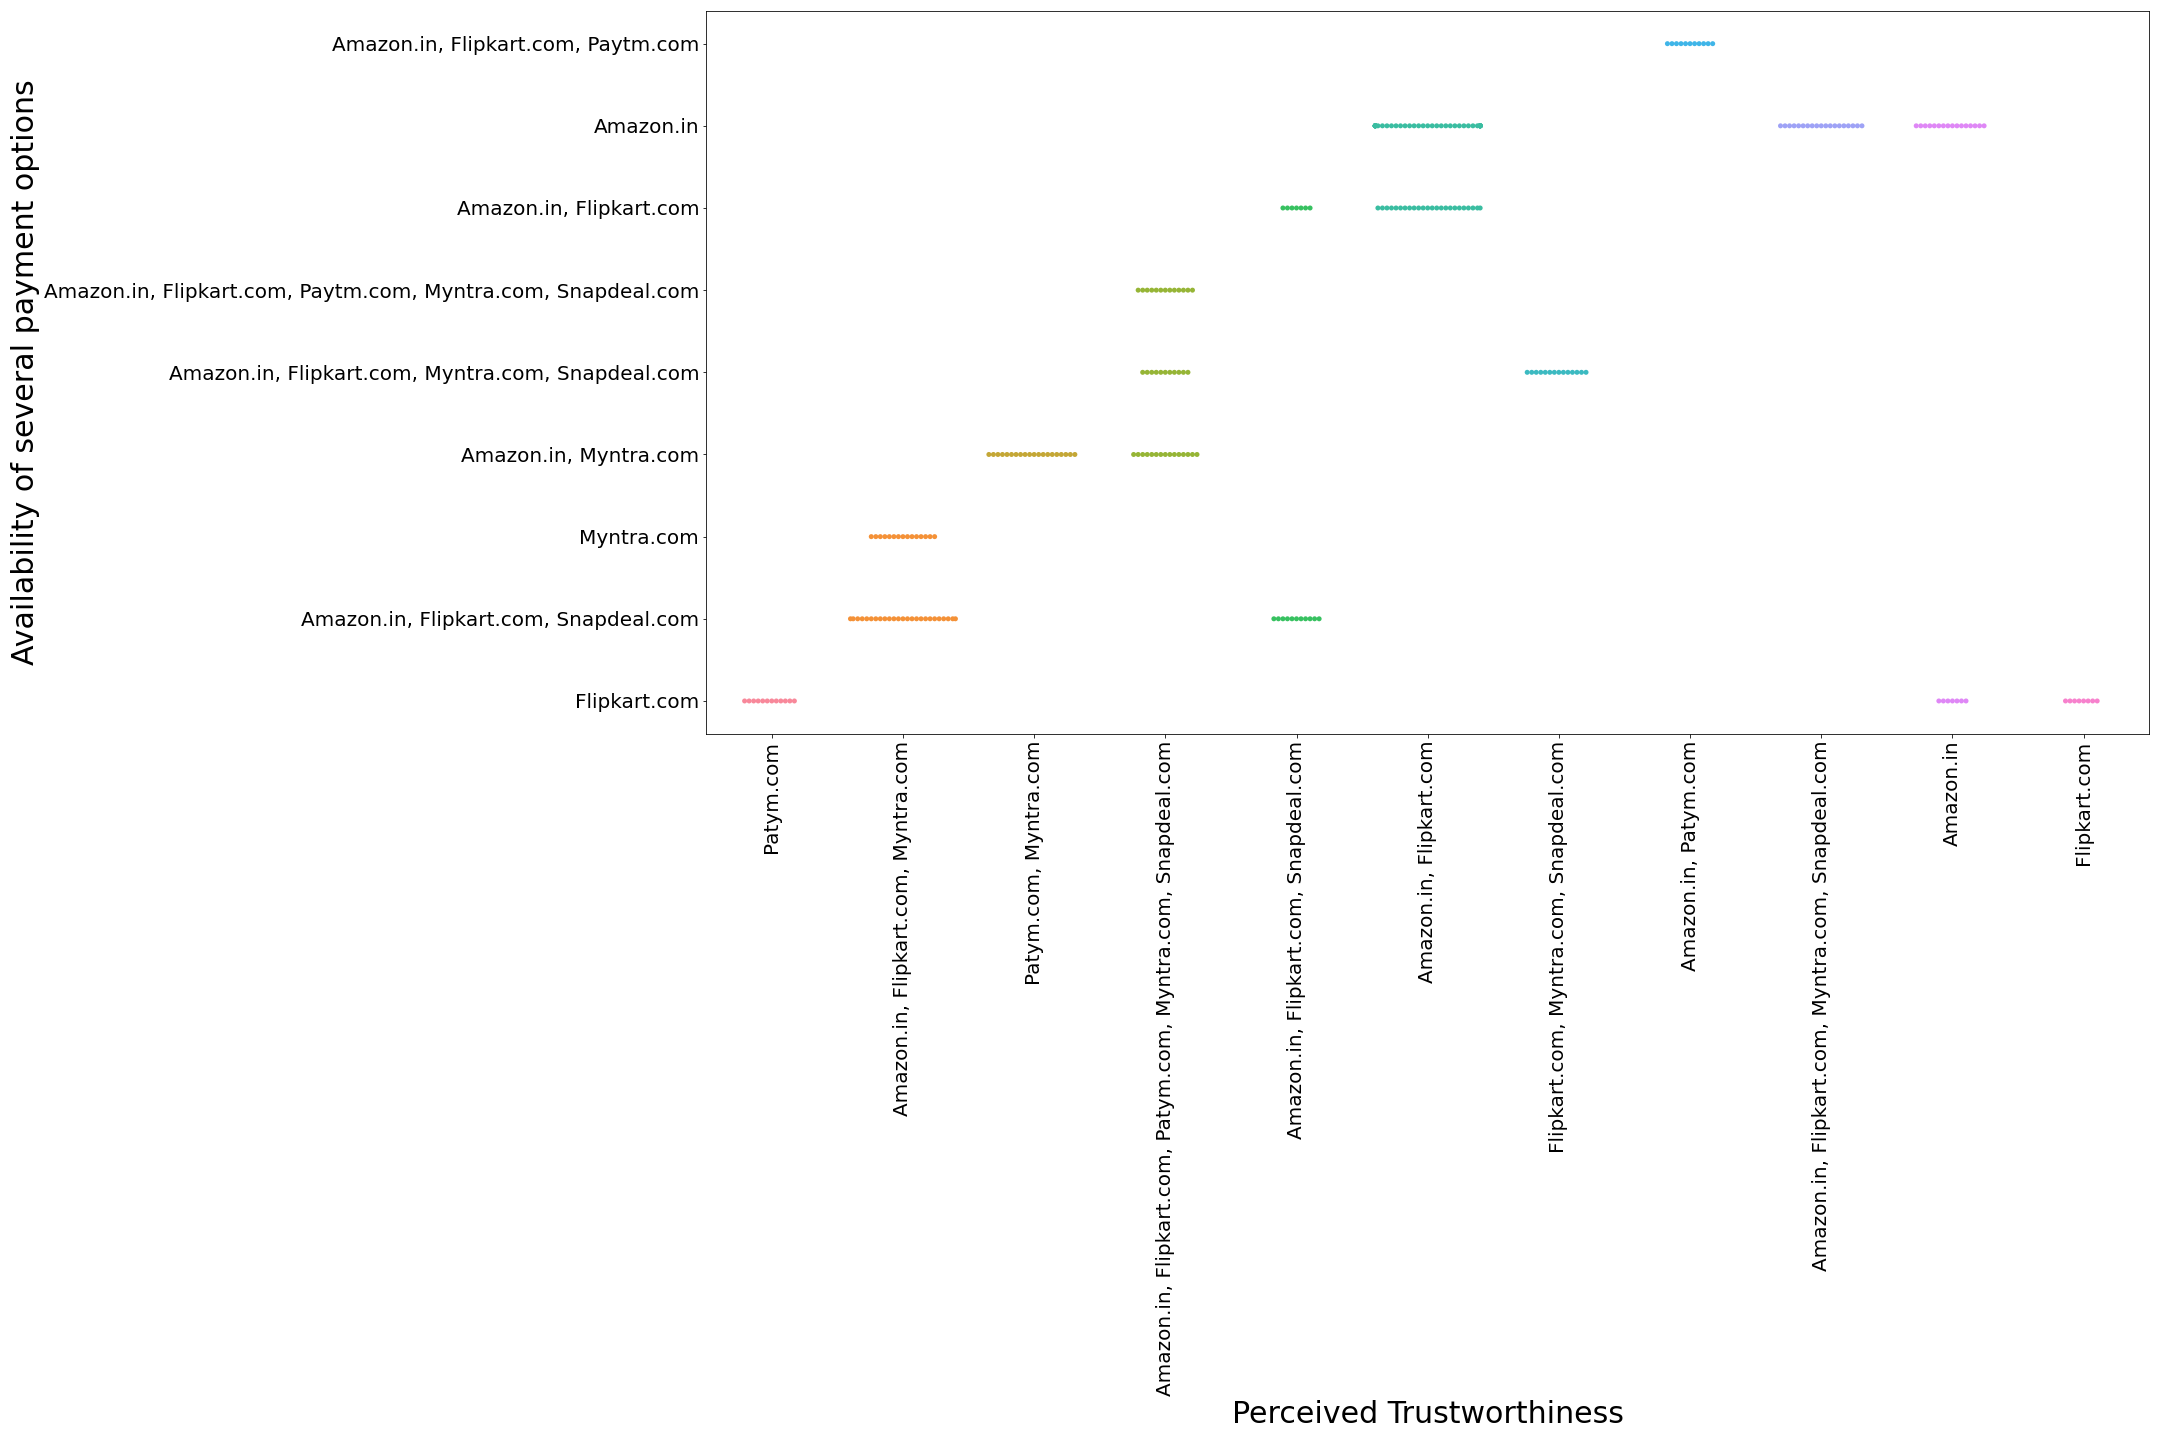 Availability of several payment options
Amazon.in, Flipkart.com, Paytm.com
Amazon.in
Amazon.in, Flipkart.com
Amazon.in, Flipkart.com, Paytm.com, Myntra.com, Snapdeal.com
Amazon.in, Flipkart.com, Myntra.com, Snapdeal.com
Amazon.in, Myntra.com
Myntra.com
Amazon.in, Flipkart.com, Snapdeal.com
Flipkart.com
Patym.com
Amazon.in, Flipkart.com, Myntra.com
Patym.com, Myntra.com
Amazon.in, Flipkart.com, Patym.com, Myntra.com, Snapdeal.com
Amazon.in, Flipkart.com, Snapdeal.com
Amazon.in, Flipkart.com
Flipkart.com, Myntra.com, Snapdeal.com
Amazon.in, Patym.com
Amazon.in, Flipkart.com, Myntra.com, Snapdeal.com
Amazon.in
Flipkart.com
Perceived Trustworthiness